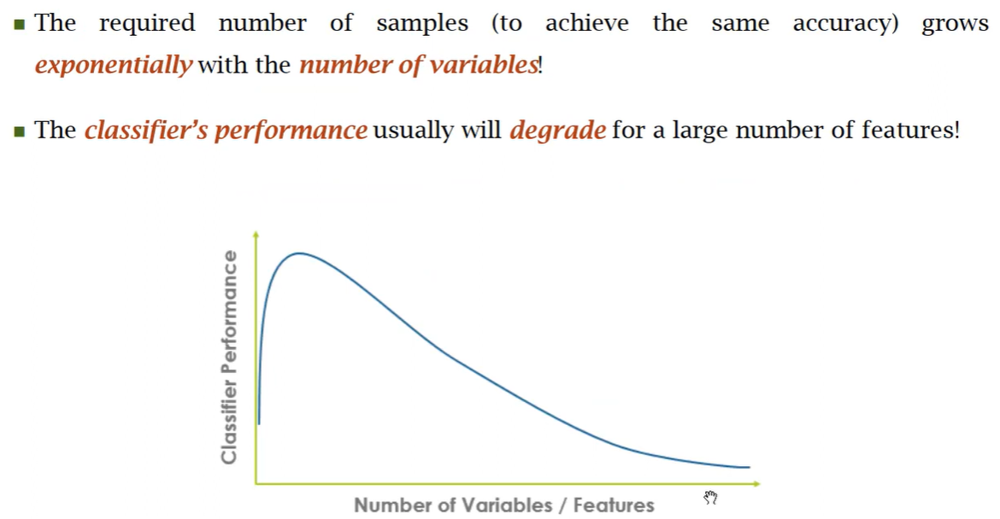 ▪ The required number of samples (to achieve the same accuracy) grows
exponentially with the number of variables!
▪ The classifier’s performance usually will degrade for a large number of features!
Classifier Performance
Number of Variables / Features